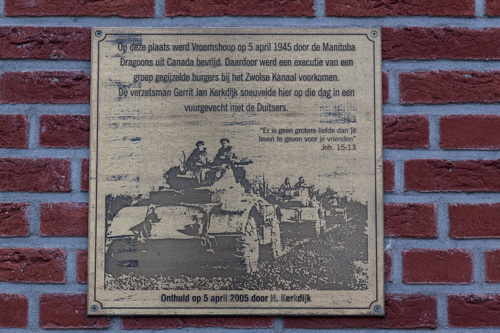 Op deze plaats werd Vroomshoop op 5 april 1945 door de Manitoba
Dragoons uit Canada bevrijd. Daardoor werd een executie van een
groep gegijzelde burgers bij het Zwolse Kanaal voorkomen.
De verzetsman Gerrit Jan Kerkdijk sneuvelde hier op die dag in een
vuurgevecht met de Duitsers.
"Er is geen grotere liefde dan je
leven te geven voor je vrienden"
Joh. 15:13
Onthuld op 5 april 2005 door H. Kerkdijk